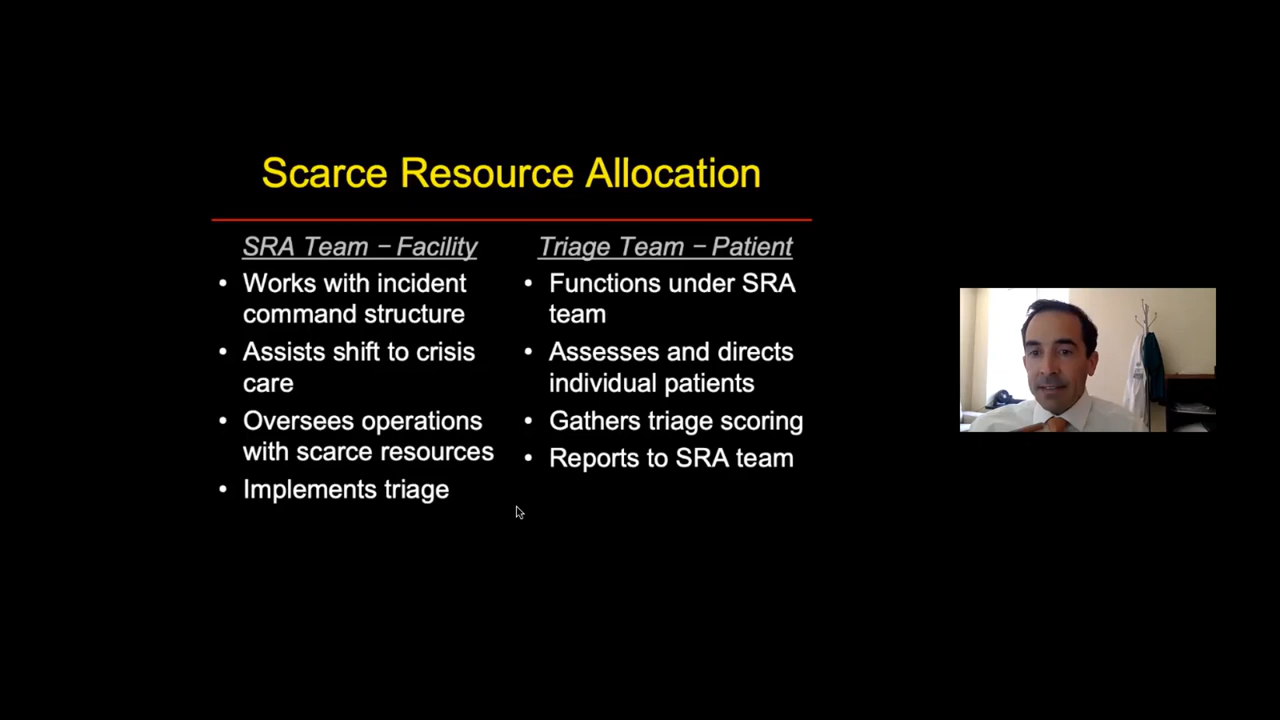 Scarce Resource Allocation
SRA Team – Facility
• Works with incident
command structure
• Assists shift to crisis
care
• Oversees operations
with scarce resources
• Implements triage
Triage Team – Patient
• Functions under SRA
team
• Assesses and directs
individual patients
• Gathers triage scoring
• Reports to SRA team